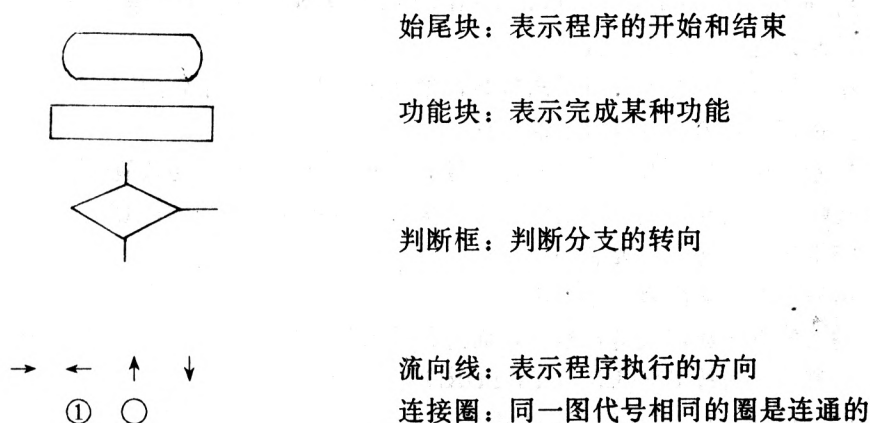 始尾块：表示程序的开始和结束
功能块：表示完成某种功能
判断框：判断分支的转向
→ ← ↑ ↓ 流向线：表示程序执行的方向
① ○ 连接圈：同一图代号相同的圈是连通的